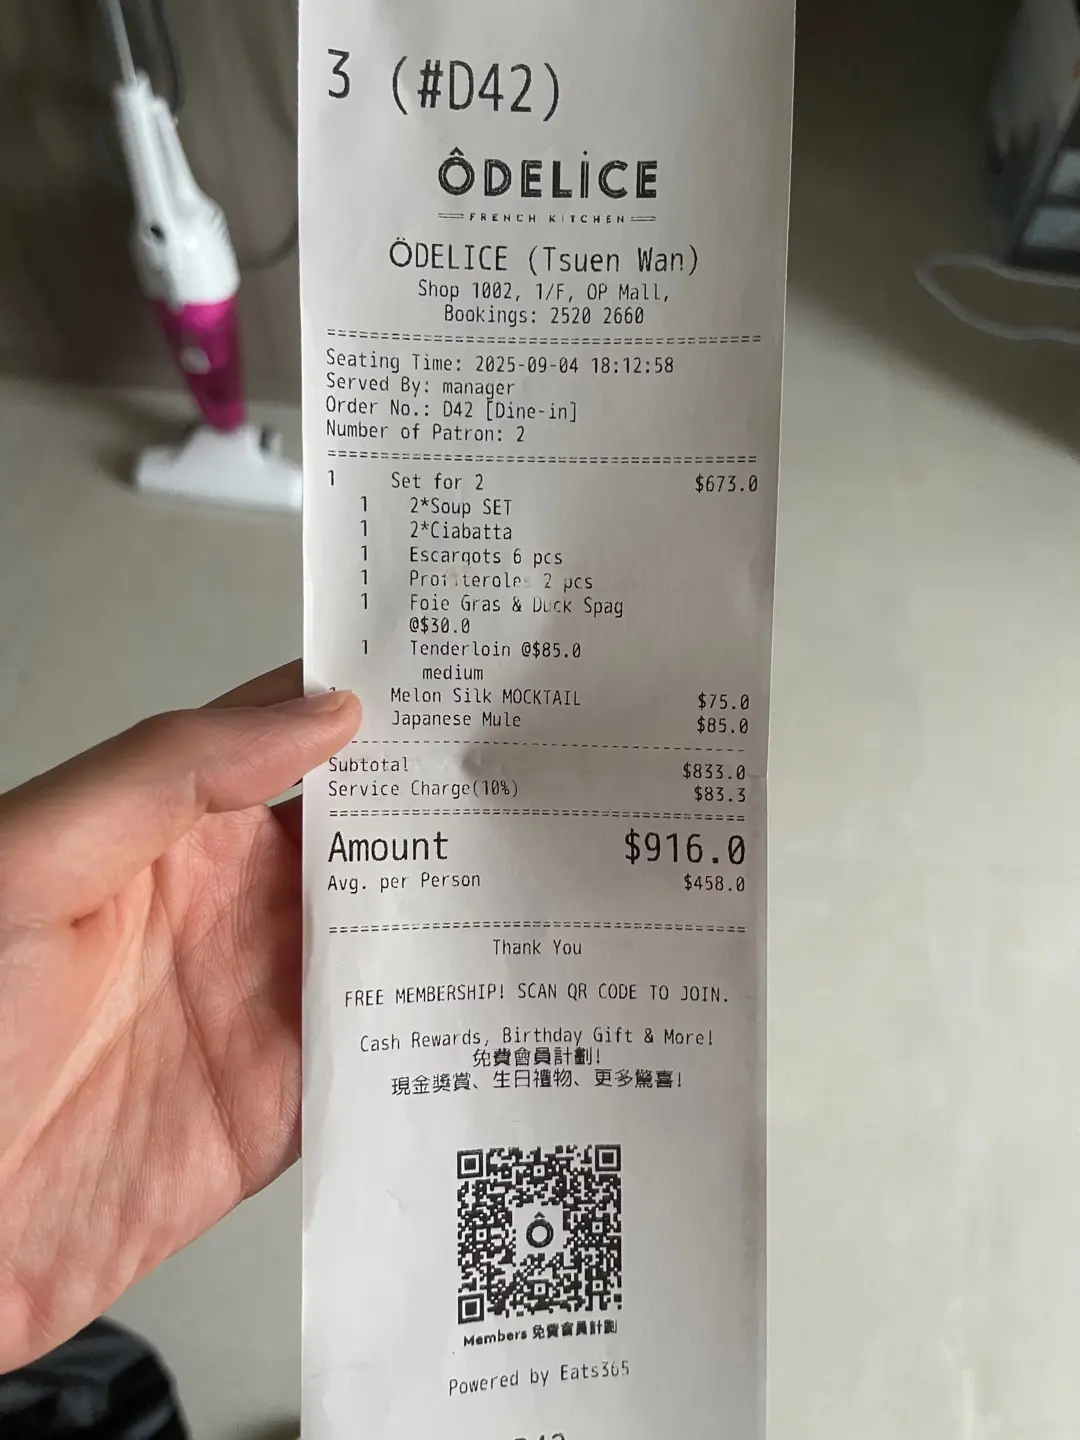 3 (#D42)
ÔDELiCE
FRENCH KITCHEN
ÖDELICE (Tsuen Wan)
Shop 1002, 1/F, OP Mall,
Bookings: 2520 2660
Seating Time: 2025-09-04 18:12:58
Served By: manager
Order No.: D42 [Dine-in]
Number of Patron: 2
1 Set for 2 $673.0
1 2*Soup SET
1 2*Ciabatta
1 Escargots 6 pcs
1 Profiteroles 2 pcs
1 Foie Gras & Duck Spag
@$30.0
1 Tenderloin @$85.0
medium
Melon Silk MOCKTAIL $75.0
Japanese Mule $85.0
Subtotal $833.0
Service Charge(10%) $83.3
Amount $916.0
Avg. per Person $458.0
Thank You
FREE MEMBERSHIP! SCAN QR CODE TO JOIN.
Cash Rewards, Birthday Gift & More!
免費會員計劃!
現金獎賞、生日禮物、更多驚喜!
Ô
Members 免費會員計劃
Powered by Eats365